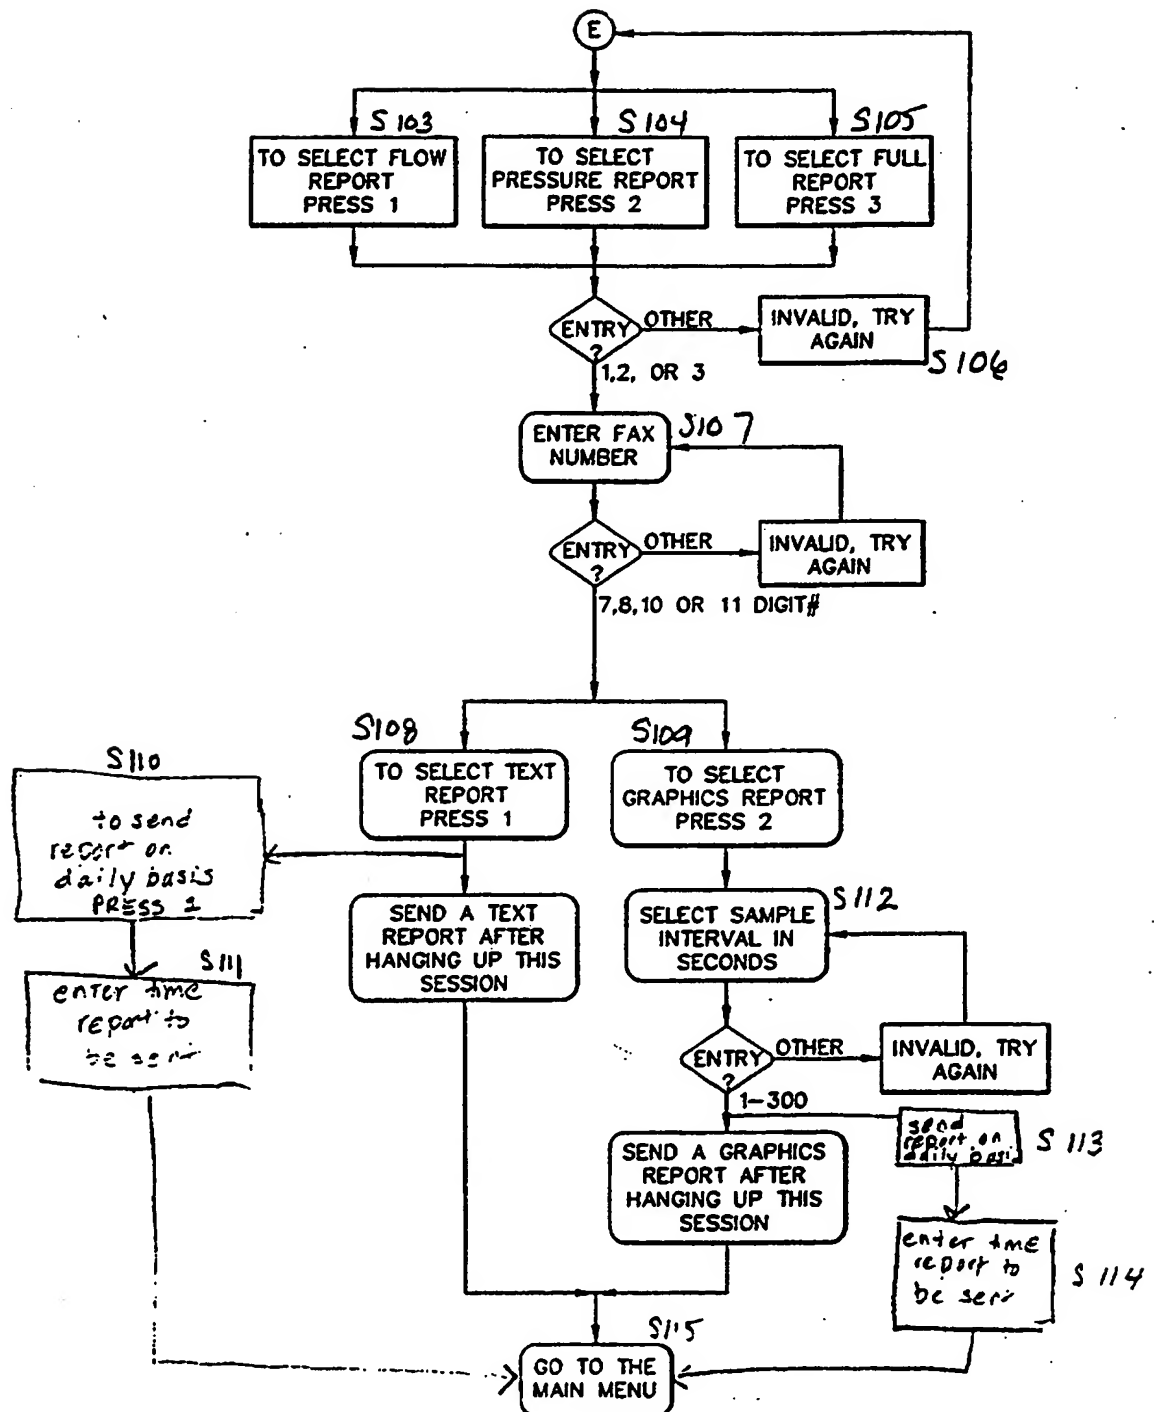 E
S103
S104
S105
TO SELECT FLOW
REPORT
PRESS 1
TO SELECT
PRESSURE REPORT
PRESS 2
TO SELECT FULL
REPORT
PRESS 3
ENTRY
?
OTHER
INVALID, TRY
AGAIN
S106
1,2, OR 3
ENTER FAX
NUMBER
S107
ENTRY
?
OTHER
INVALID, TRY
AGAIN
7,8,10 OR 11 DIGIT#
S108
S109
S110
TO SELECT TEXT
REPORT
PRESS 1
TO SELECT
GRAPHICS REPORT
PRESS 2
to send
report on
daily basis
PRESS 1
SEND A TEXT
REPORT AFTER
HANGING UP THIS
SESSION
SELECT SAMPLE
INTERVAL IN
SECONDS
S112
S111
enter time
report to
be sent
ENTRY
?
OTHER
INVALID, TRY
AGAIN
1-300
send
report on
daily basis
S113
SEND A GRAPHICS
REPORT AFTER
HANGING UP THIS
SESSION
enter time
report to
be sent
S114
S115
GO TO THE
MAIN MENU